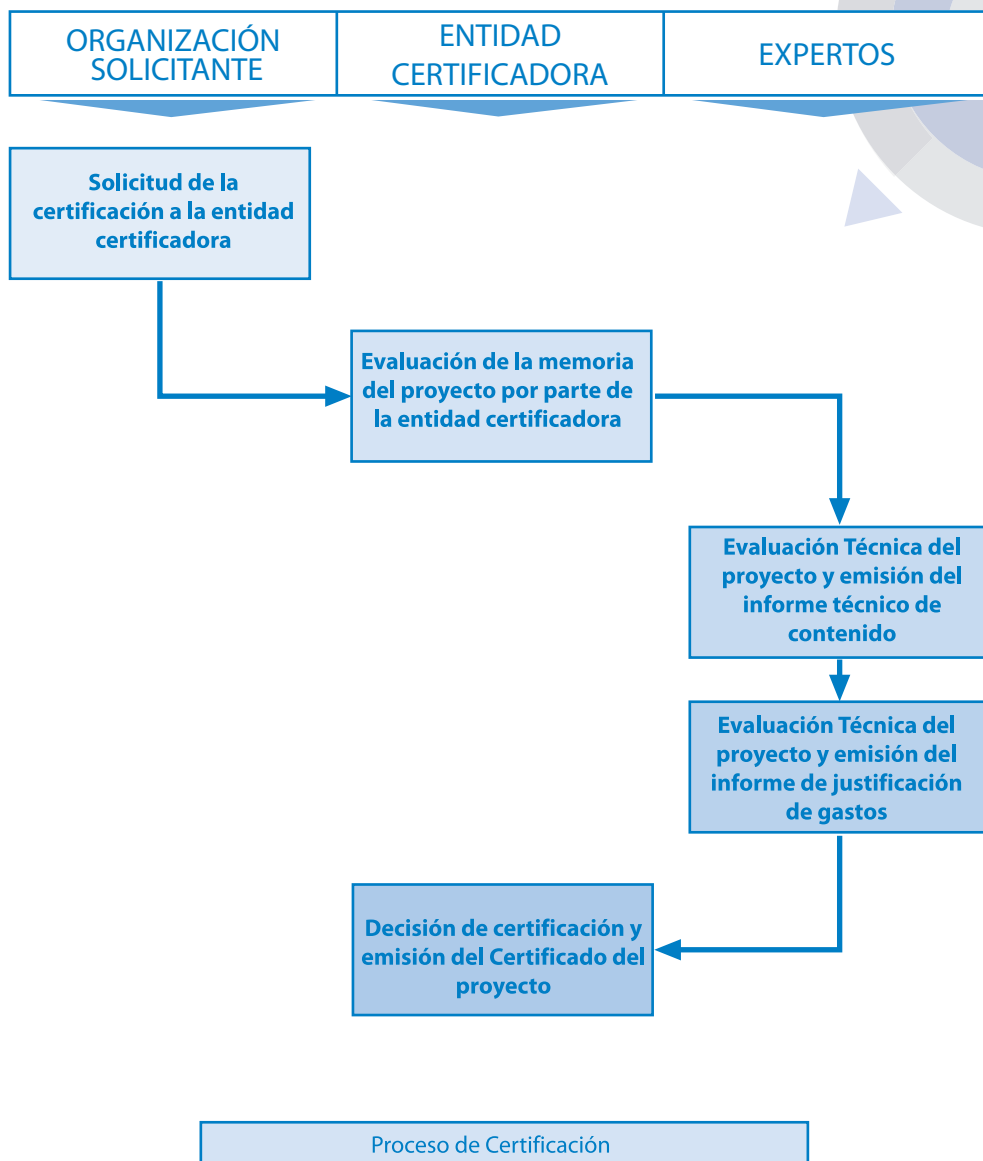 ORGANIZACIÓN
SOLICITANTE
ENTIDAD
CERTIFICADORA
EXPERTOS
Solicitud de la
certificación a la entidad
certificadora
Evaluación de la memoria
del proyecto por parte de
la entidad certificadora
Evaluación Técnica del
proyecto y emisión del
informe técnico de
contenido
Evaluación Técnica del
proyecto y emisión del
informe de justificación
de gastos
Decisión de certificación y
emisión del Certificado del
proyecto
Proceso de Certificación